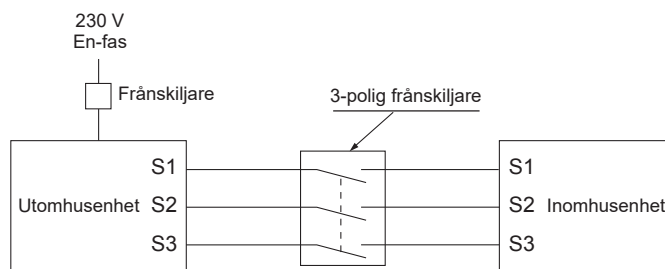 230 V
En-fas
Frånskiljare
3-polig frånskiljare
S1
S1
Utomhusenhet S2
S2 Inomhusenhet
S3
S3